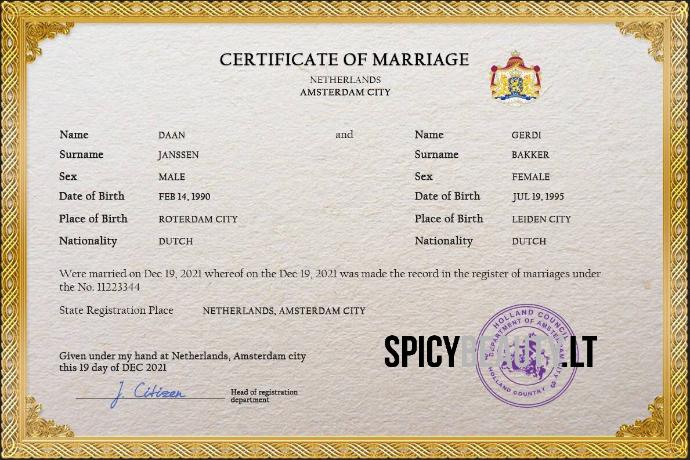 CERTIFICATE OF MARRIAGE
NETHERLANDS
AMSTERDAM CITY
Name DAAN and Name GERDI
Surname JANSSEN Surname BAKKER
Sex MALE Sex FEMALE
Date of Birth FEB 14, 1990 Date of Birth JUL 19, 1995
Place of Birth ROTERDAM CITY Place of Birth LEIDEN CITY
Nationality DUTCH Nationality DUTCH
Were married on Dec 19, 2021 whereof on the Dec 19, 2021 was made the record in the register of marriages under
the No. 11223344
State Registration Place NETHERLANDS, AMSTERDAM CITY
HOLLAND COUNCIL
DEPARTMENT OF AMSTERDAM CITY
HOLLAND COUNTRY
SPICYBEAUTY.LT
Given under my hand at Netherlands, Amsterdam city
this 19 day of DEC 2021
J. Citizen Head of registration
department